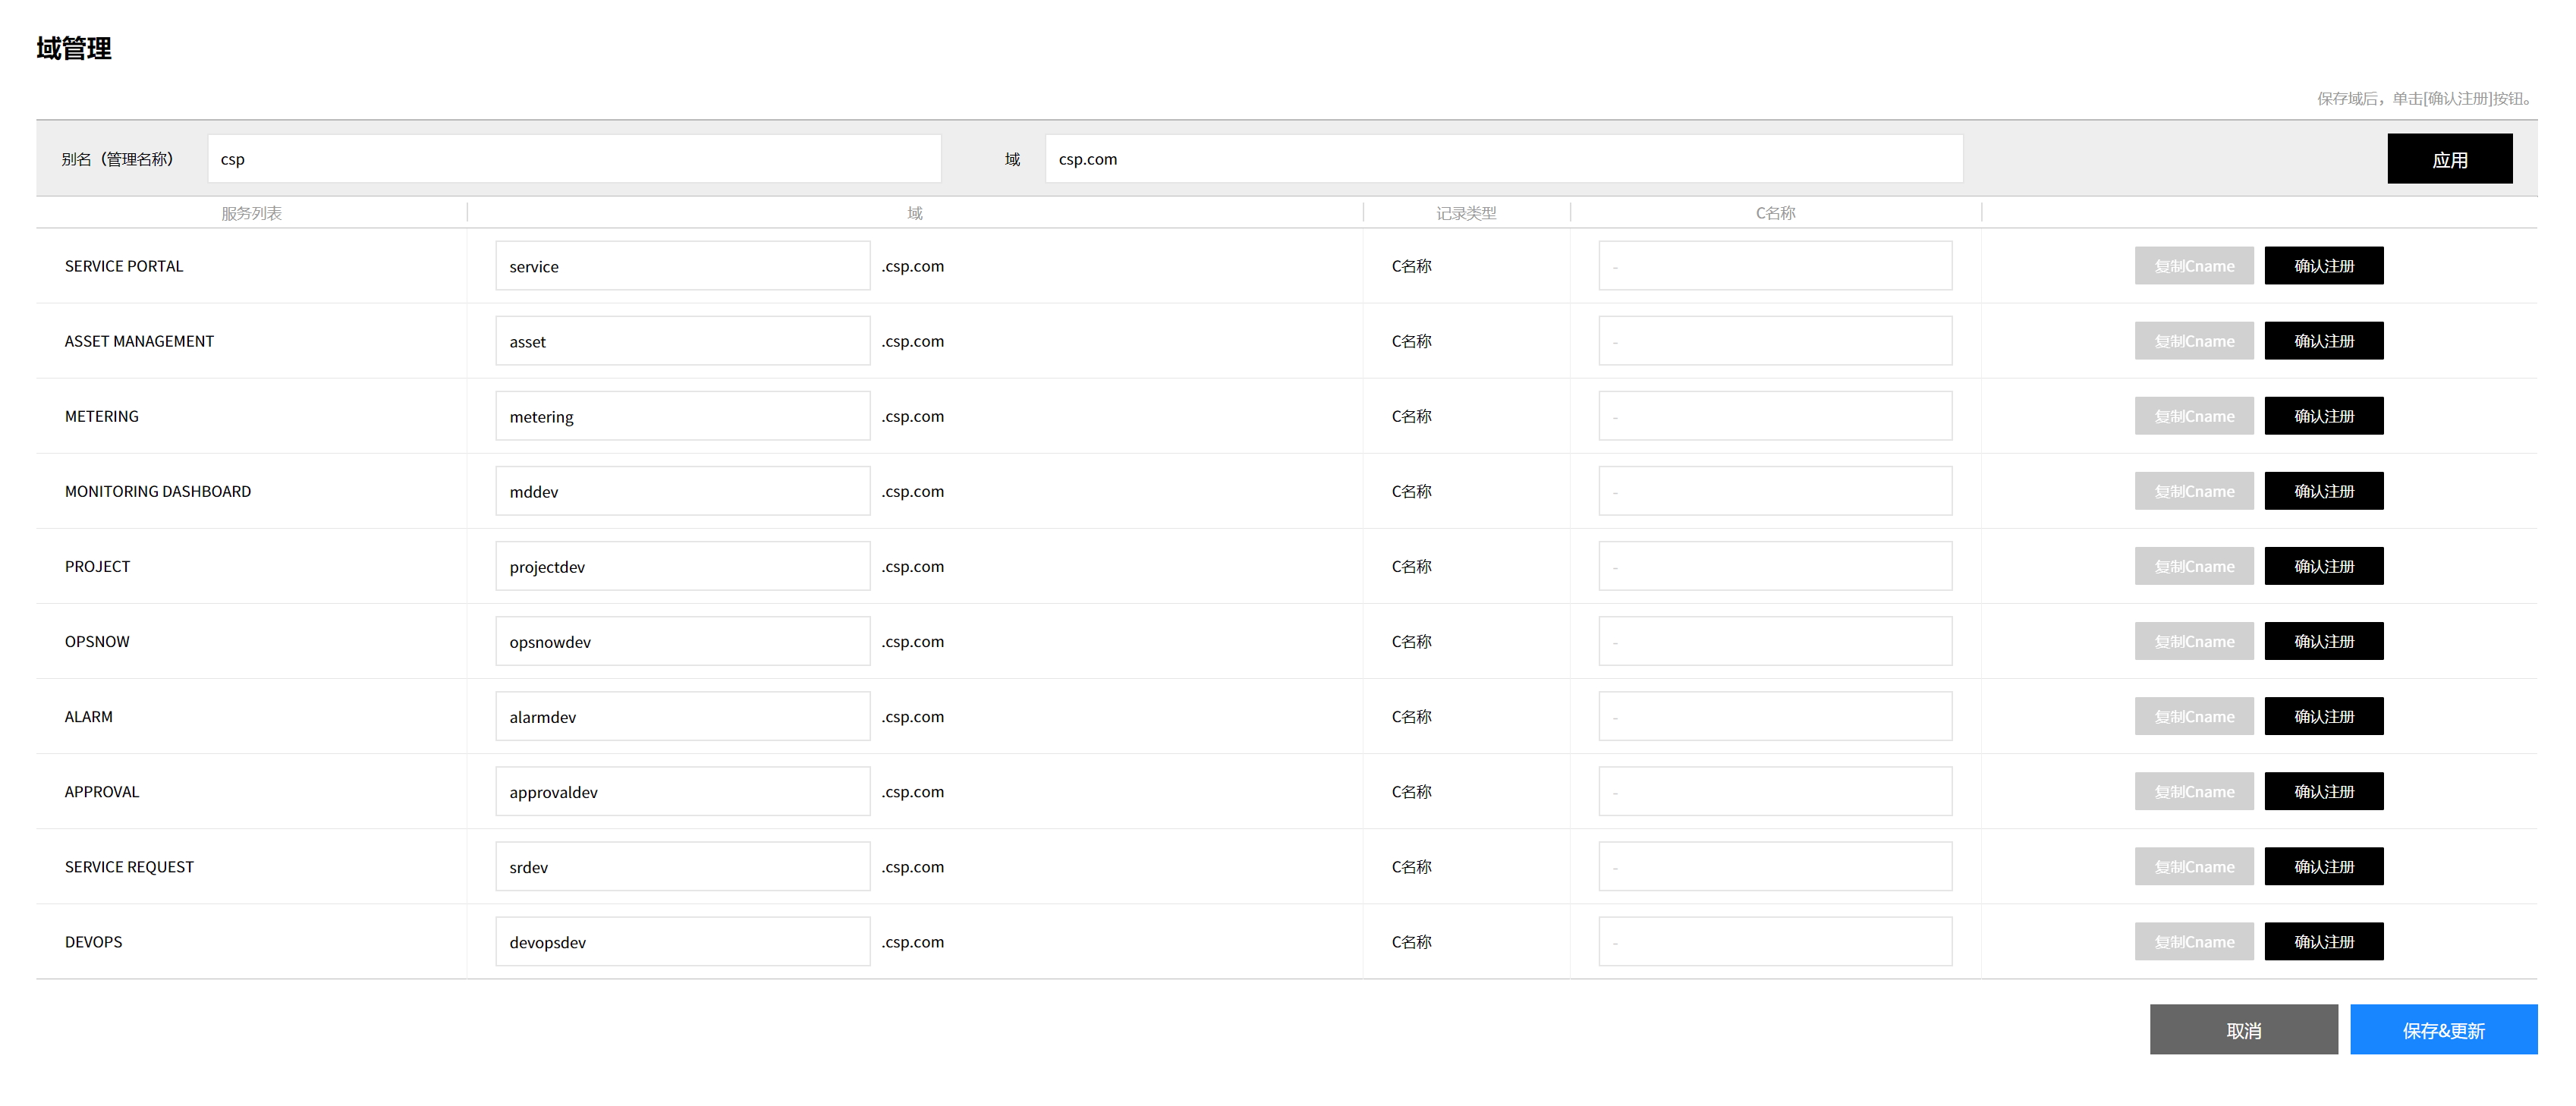 域管理
保存域后，单击[确认注册]按钮。
别名（管理名称） csp 域 csp.com 应用
服务列表 域 记录类型 C名称
SERVICE PORTAL service .csp.com C名称 - 复制Cname 确认注册
ASSET MANAGEMENT asset .csp.com C名称 - 复制Cname 确认注册
METERING metering .csp.com C名称 - 复制Cname 确认注册
MONITORING DASHBOARD mddev .csp.com C名称 - 复制Cname 确认注册
PROJECT projectdev .csp.com C名称 - 复制Cname 确认注册
OPSNOW opsnowdev .csp.com C名称 - 复制Cname 确认注册
ALARM alarmdev .csp.com C名称 - 复制Cname 确认注册
APPROVAL approvaldev .csp.com C名称 - 复制Cname 确认注册
SERVICE REQUEST srdev .csp.com C名称 - 复制Cname 确认注册
DEVOPS devopsdev .csp.com C名称 - 复制Cname 确认注册
取消 保存&更新